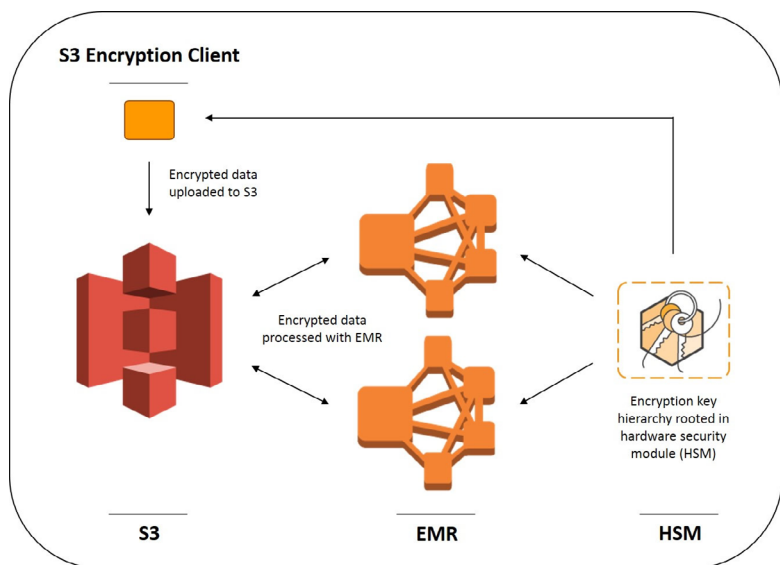 S3 Encryption Client
Encrypted data
uploaded to S3
Encrypted data
processed with EMR
Encryption key
hierarchy rooted in
hardware security
module (HSM)
S3
EMR
HSM